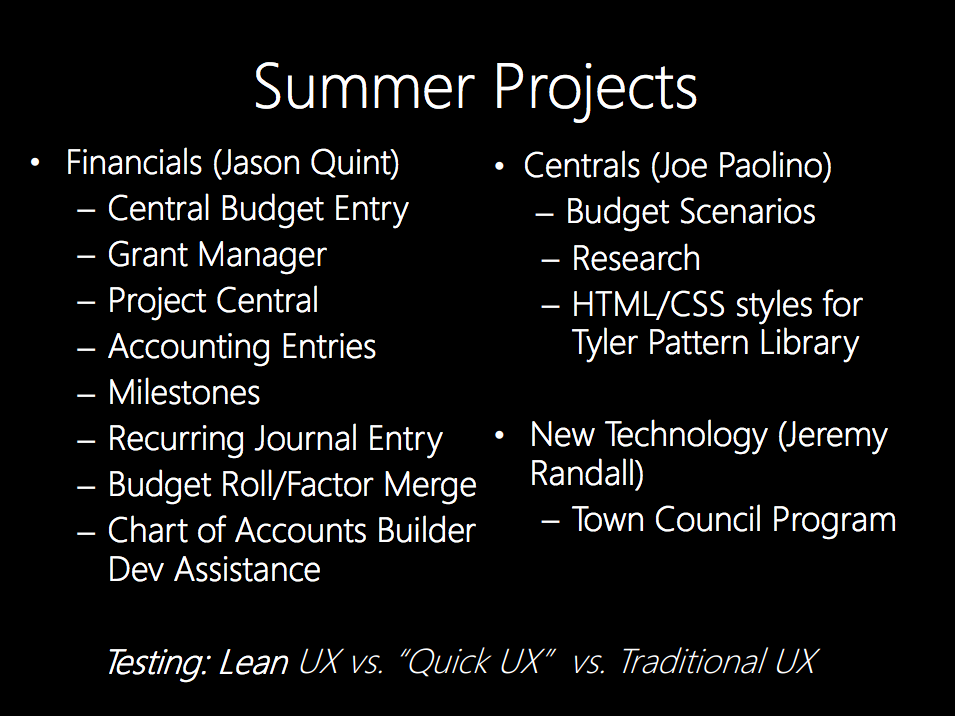 Summer Projects
• Financials (Jason Quint)
– Central Budget Entry
– Grant Manager
– Project Central
– Accounting Entries
– Milestones
– Recurring Journal Entry
– Budget Roll/Factor Merge
– Chart of Accounts Builder
Dev Assistance
• Centrals (Joe Paolino)
– Budget Scenarios
– Research
– HTML/CSS styles for
Tyler Pattern Library
• New Technology (Jeremy
Randall)
– Town Council Program
Testing: Lean UX vs. “Quick UX” vs. Traditional UX